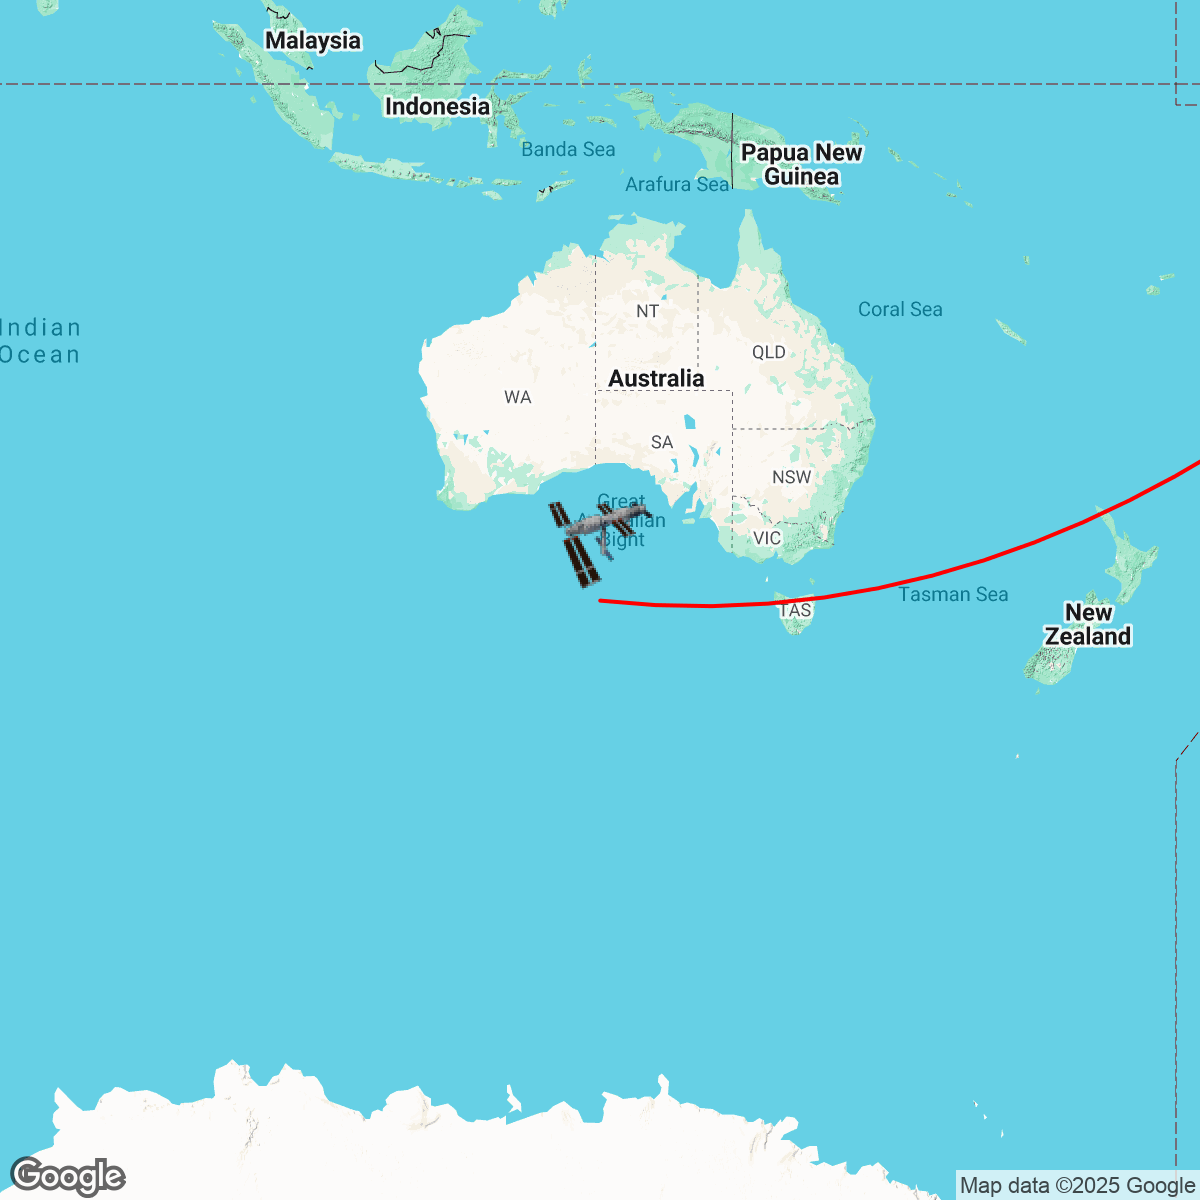 Malaysia
Indonesia
Banda Sea
Papua New
Guinea
Arafura Sea
Indian
Ocean
NT
Coral Sea
QLD
Australia
WA
SA
NSW
Great
Bight
VIC
Tasman Sea
TAS
New
Zealand
Google
Map data ©2025 Google